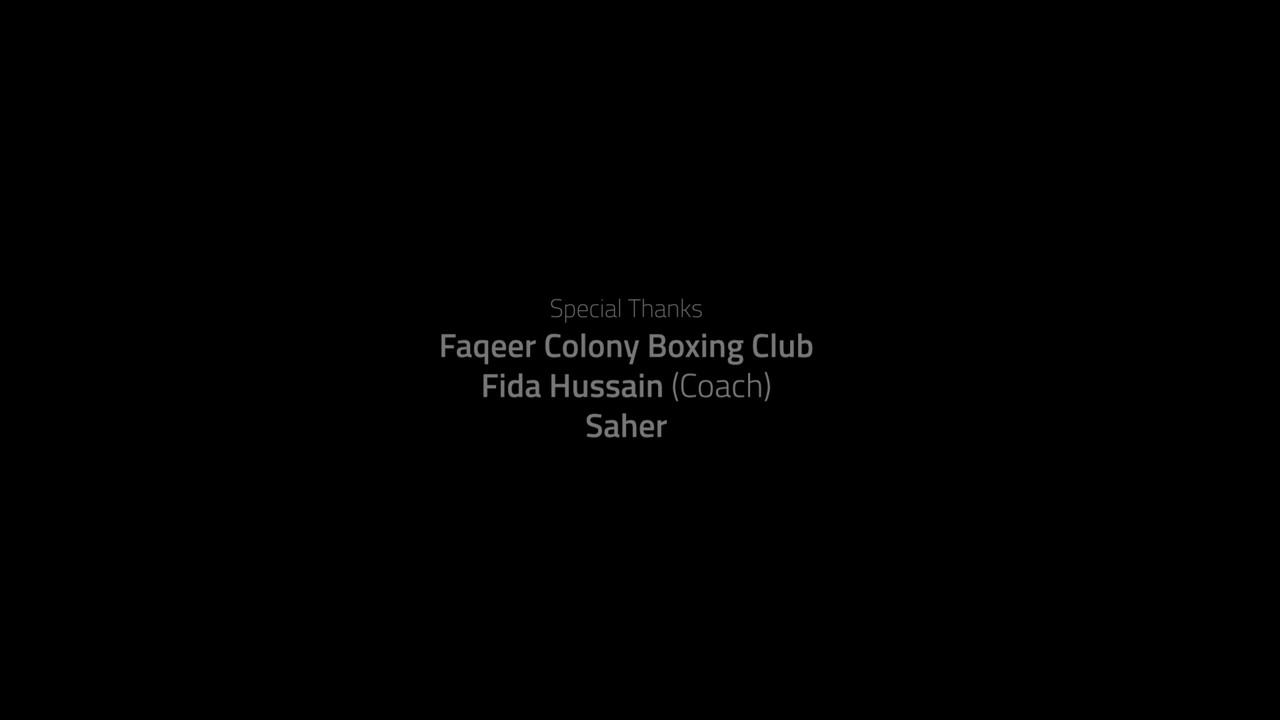 Special Thanks
Faqeer Colony Boxing Club
Fida Hussain (Coach)
Saher